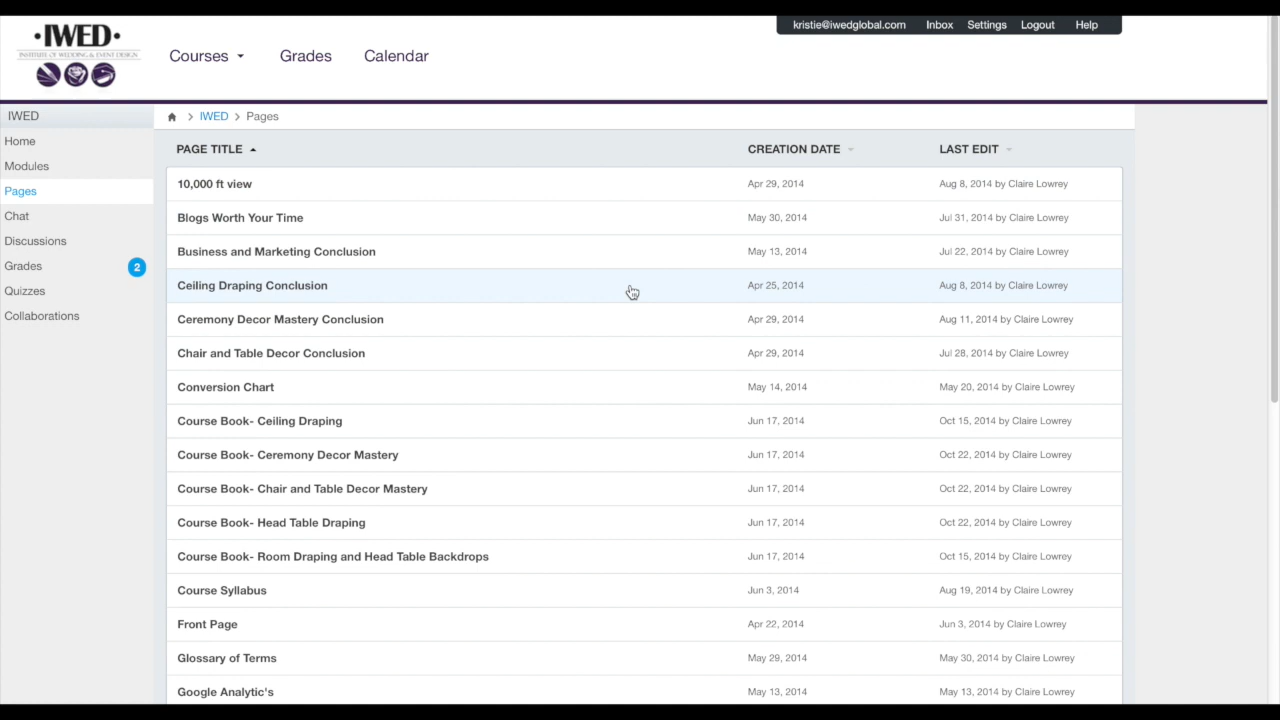 ·IWED·
INSTITUTE OF WEDDING & EVENT DESIGN
Courses
Grades
Calendar
kristie@iwedglobal.com Inbox Settings Logout Help
IWED
Home
Modules
Pages
Chat
Discussions
Grades 2
Quizzes
Collaborations
> IWED > Pages
PAGE TITLE CREATION DATE LAST EDIT
10,000 ft view Apr 29, 2014 Aug 8, 2014 by Claire Lowrey
Blogs Worth Your Time May 30, 2014 Jul 31, 2014 by Claire Lowrey
Business and Marketing Conclusion May 13, 2014 Jul 22, 2014 by Claire Lowrey
Ceiling Draping Conclusion Apr 25, 2014 Aug 8, 2014 by Claire Lowrey
Ceremony Decor Mastery Conclusion Apr 29, 2014 Aug 11, 2014 by Claire Lowrey
Chair and Table Decor Conclusion Apr 29, 2014 Jul 28, 2014 by Claire Lowrey
Conversion Chart May 14, 2014 May 20, 2014 by Claire Lowrey
Course Book- Ceiling Draping Jun 17, 2014 Oct 15, 2014 by Claire Lowrey
Course Book- Ceremony Decor Mastery Jun 17, 2014 Oct 22, 2014 by Claire Lowrey
Course Book- Chair and Table Decor Mastery Jun 17, 2014 Oct 22, 2014 by Claire Lowrey
Course Book- Head Table Draping Jun 17, 2014 Oct 22, 2014 by Claire Lowrey
Course Book- Room Draping and Head Table Backdrops Jun 17, 2014 Oct 15, 2014 by Claire Lowrey
Course Syllabus Jun 3, 2014 Aug 19, 2014 by Claire Lowrey
Front Page Apr 22, 2014 Jun 3, 2014 by Claire Lowrey
Glossary of Terms May 29, 2014 May 30, 2014 by Claire Lowrey
Google Analytic's May 13, 2014 May 13, 2014 by Claire Lowrey